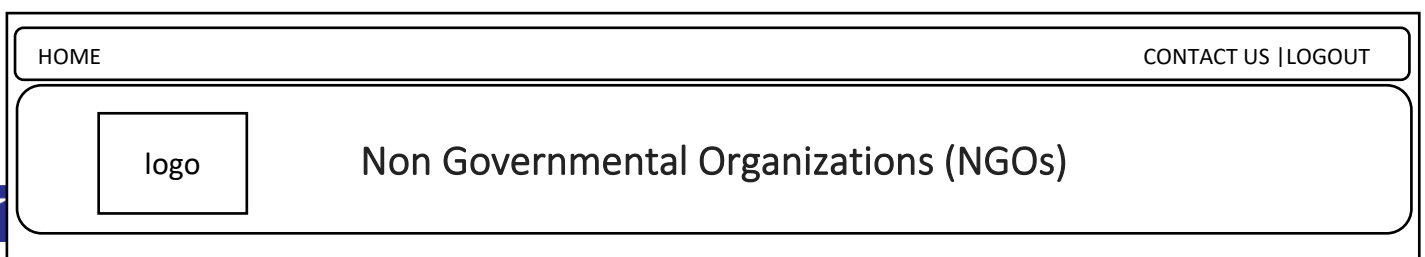 HOME
CONTACT US |LOGOUT
logo
Non Governmental Organizations (NGOs)